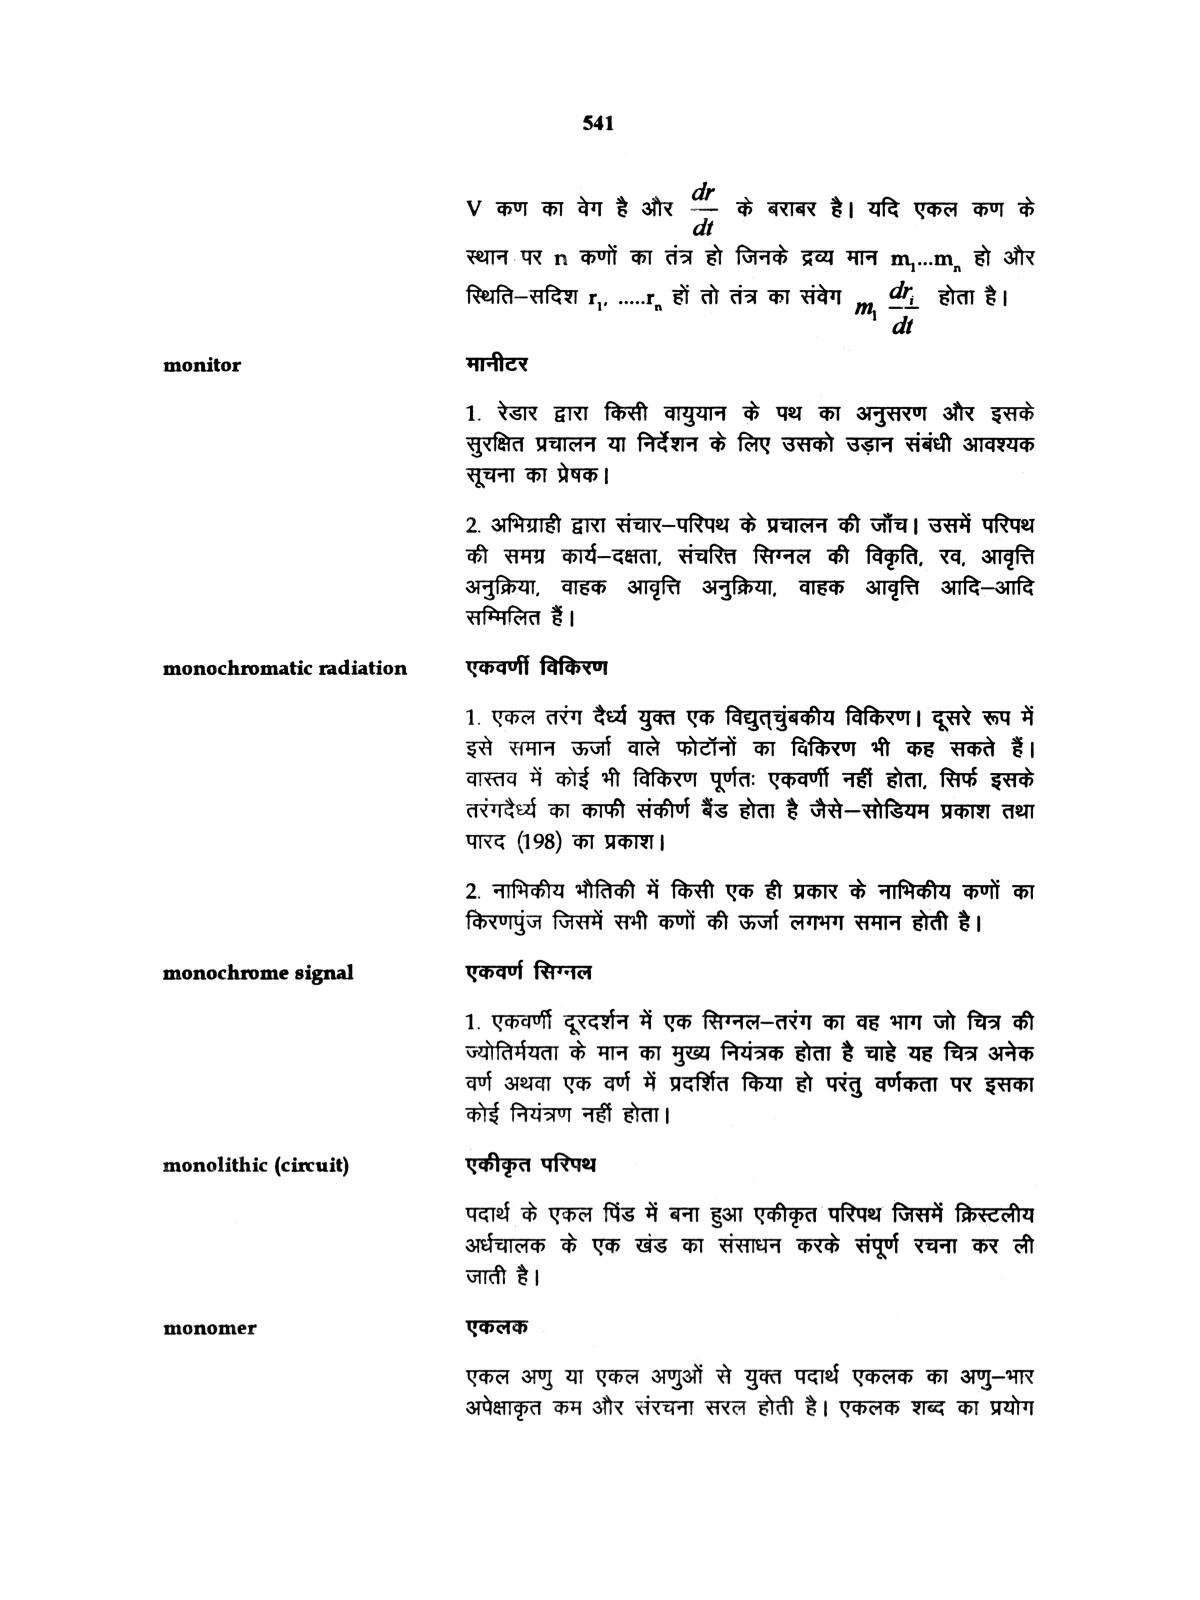 541
V कण का वेग है और dr/dt के बराबर है। यदि एकल कण के
स्थान पर n कणों का तंत्र हो जिनके द्रव्य मान m₁...mₙ हो और
स्थिति–सदिश r₁, .....rₙ हों तो तंत्र का संवेग m₁ drᵢ/dt होता है।
monitor मानीटर
1. रेडार द्वारा किसी वायुयान के पथ का अनुसरण और इसके
सुरक्षित प्रचालन या निर्देशन के लिए उसको उड़ान संबंधी आवश्यक
सूचना का प्रेषक।
2. अभिग्राही द्वारा संचार–परिपथ के प्रचालन की जाँच। उसमें परिपथ
की समग्र कार्य–दक्षता, संचरित्त सिग्नल की विकृति, रव, आवृत्ति
अनुक्रिया, वाहक आवृत्ति अनुक्रिया, वाहक आवृत्ति आदि–आदि
सम्मिलित हैं।
monochromatic radiation एकवर्णी विकिरण
1. एकल तरंग दैर्ध्य युक्त एक विद्युत्चुंबकीय विकिरण। दूसरे रूप में
इसे समान ऊर्जा वाले फोटॉनों का विकिरण भी कह सकते हैं।
वास्तव में कोई भी विकिरण पूर्णतः एकवर्णी नहीं होता, सिर्फ इसके
तरंगदैर्ध्य का काफी संकीर्ण बैंड होता है जैसे–सोडियम प्रकाश तथा
पारद (198) का प्रकाश।
2. नाभिकीय भौतिकी में किसी एक ही प्रकार के नाभिकीय कणों का
किरणपुंज जिसमें सभी कणों की ऊर्जा लगभग समान होती है।
monochrome signal एकवर्ण सिग्नल
1. एकवर्णी दूरदर्शन में एक सिग्नल–तरंग का वह भाग जो चित्र की
ज्योतिर्मयता के मान का मुख्य नियंत्रक होता है चाहे यह चित्र अनेक
वर्ण अथवा एक वर्ण में प्रदर्शित किया हो परंतु वर्णकता पर इसका
कोई नियंत्रण नहीं होता।
monolithic (circuit) एकीकृत परिपथ
पदार्थ के एकल पिंड में बना हुआ एकीकृत परिपथ जिसमें क्रिस्टलीय
अर्धचालक के एक खंड का संसाधन करके संपूर्ण रचना कर ली
जाती है।
monomer एकलक
एकल अणु या एकल अणुओं से युक्त पदार्थ एकलक का अणु–भार
अपेक्षाकृत कम और संरचना सरल होती है। एकलक शब्द का प्रयोग